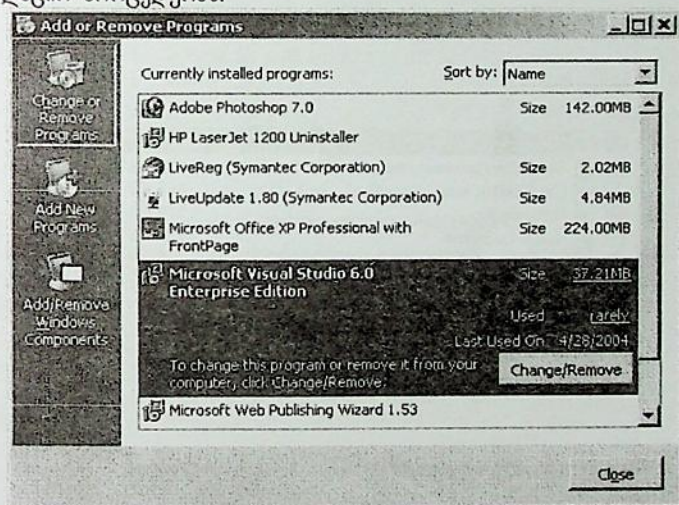 Add or Remove Programs
Change or
Remove
Programs
Add New
Programs
Add/Remove
Windows
Components
Currently installed programs:
Sort by: Name
Adobe Photoshop 7.0 Size 142.00MB
HP LaserJet 1200 Uninstaller
LiveReg (Symantec Corporation) Size 2.02MB
LiveUpdate 1.80 (Symantec Corporation) Size 4.84MB
Microsoft Office XP Professional with Size 224.00MB
FrontPage
Microsoft Visual Studio 6.0 Size 37.21MB
Enterprise Edition
Used rarely
Last Used On 4/28/2004
To change this program or remove it from your
computer, click Change/Remove.
Change/Remove
Microsoft Web Publishing Wizard 1.53
Close